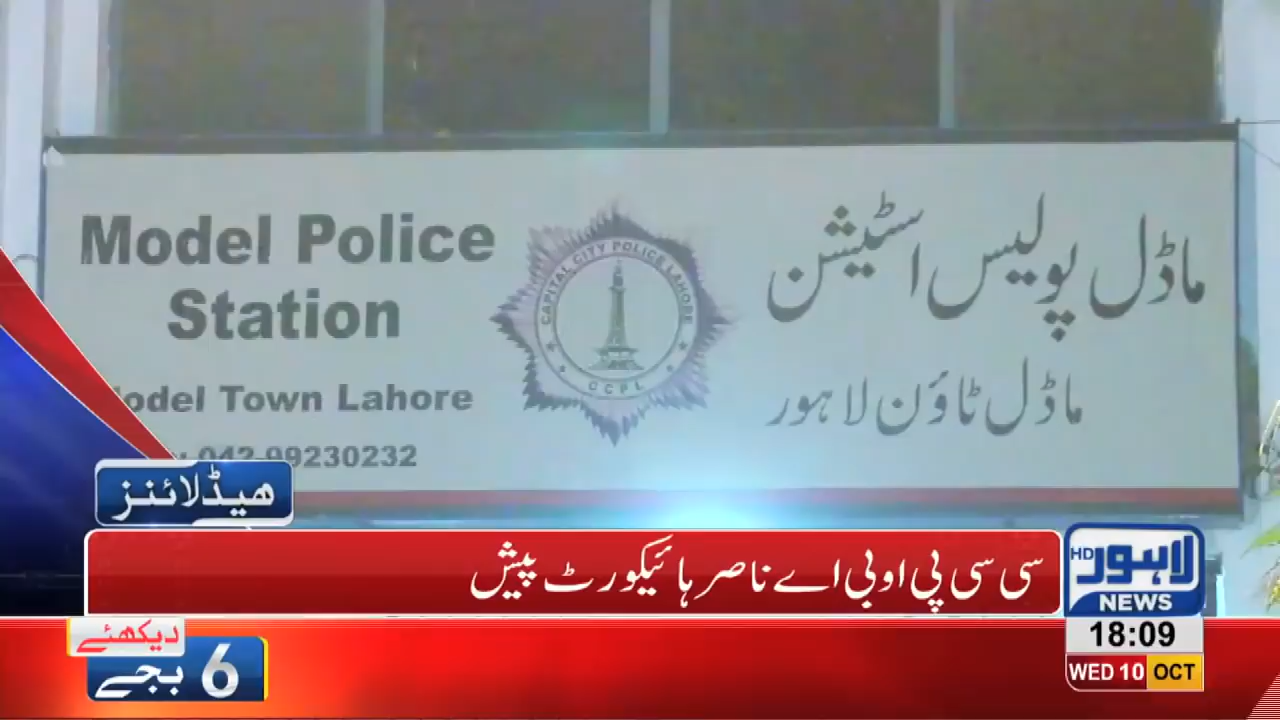 Model Police
Station
Model Town Lahore
042-99230232
CAPITAL CITY POLICE LAHORE
CCPL
ماڈل پولیس اسٹیشن
ماڈل ٹاؤن لاہور
ھیڈلائنز
سی سی پی او بی اے ناصر ہائیکورٹ پیش
HD لاہور
NEWS
18:09
WED 10 OCT
دیکھئے
6 بجے